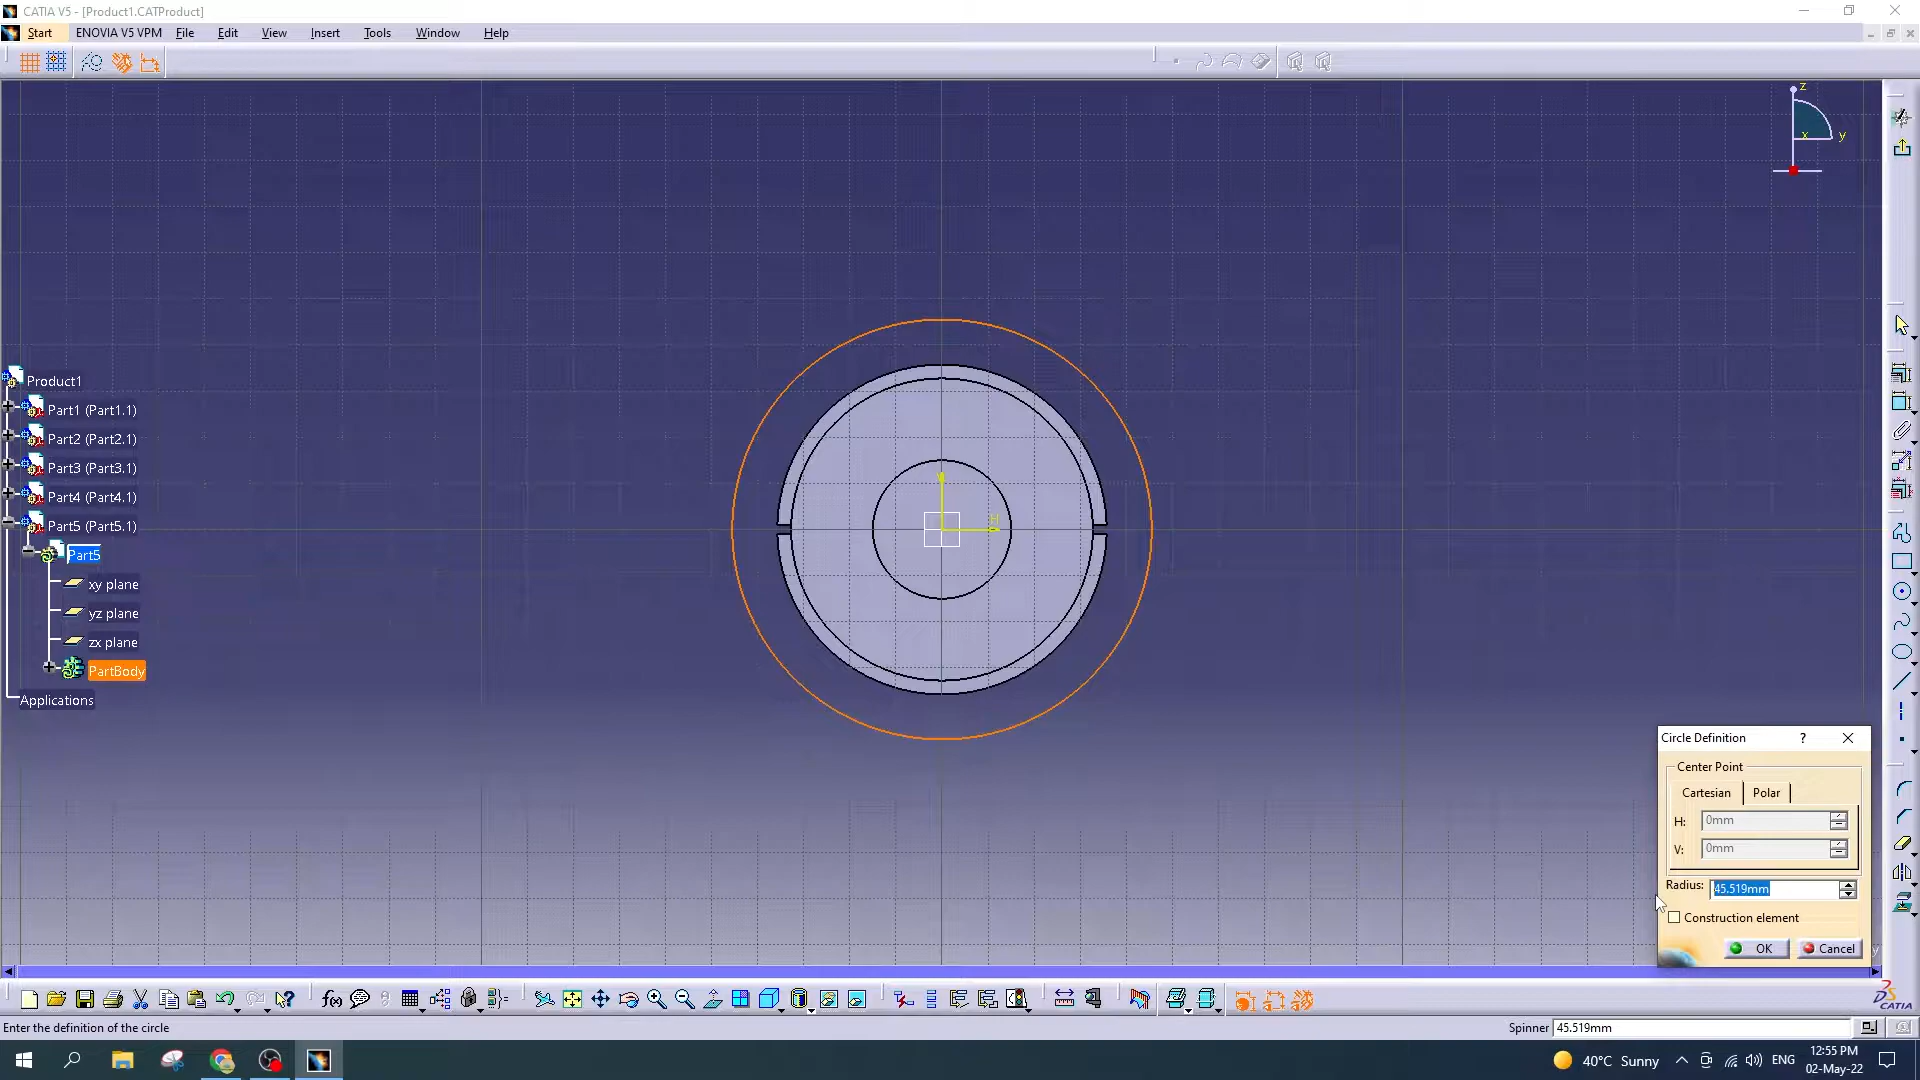 CATIA V5 - [Product1.CATProduct]
Start ENOVIA V5 VPM File Edit View Insert Tools Window Help
z
x y
Product1
Part1 (Part1.1)
Part2 (Part2.1)
Part3 (Part3.1)
Part4 (Part4.1)
Part5 (Part5.1)
Part5
xy plane
yz plane
zx plane
PartBody
Applications
V
H
Circle Definition ? 
Center Point
Cartesian Polar
H: 0mm
V: 0mm
Radius: 45.519mm
Construction element
OK Cancel
f(x)
CATIA
Enter the definition of the circle
Spinner 45.519mm
40°C Sunny ENG 12:55 PM
02-May-22